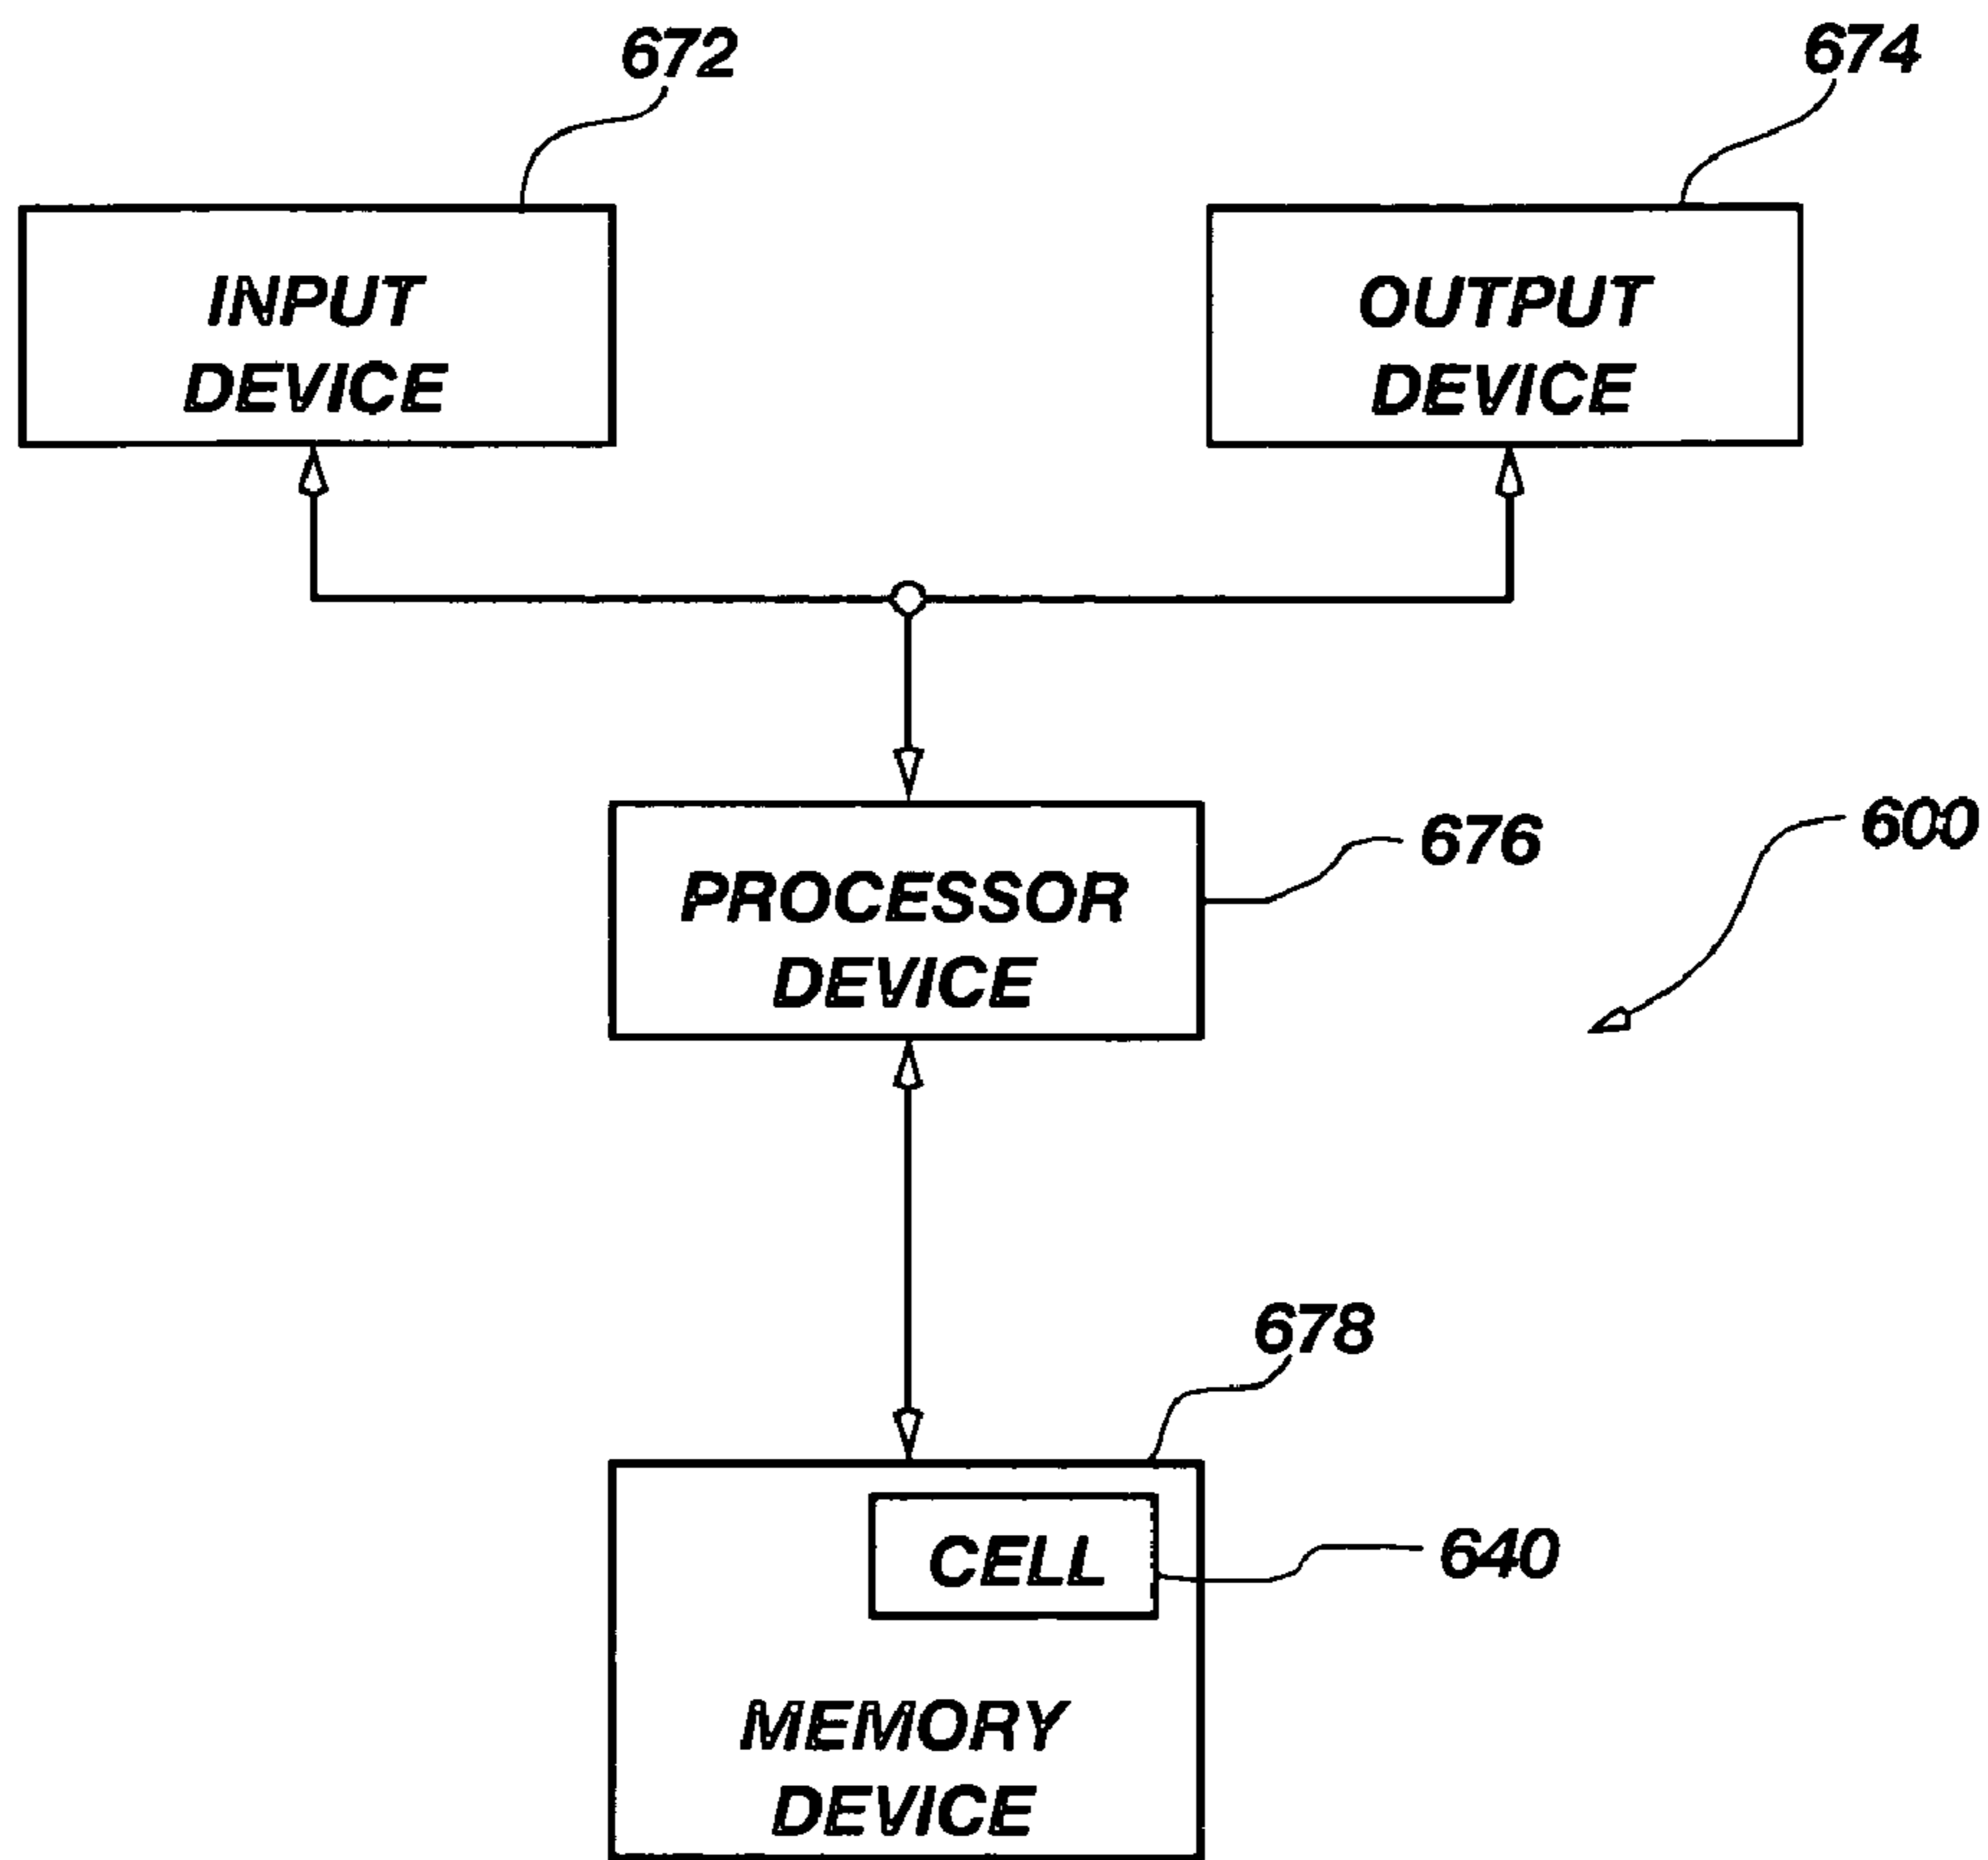 672
674
INPUT
DEVICE
OUTPUT
DEVICE
PROCESSOR
DEVICE
676
600
678
CELL
640
MEMORY
DEVICE